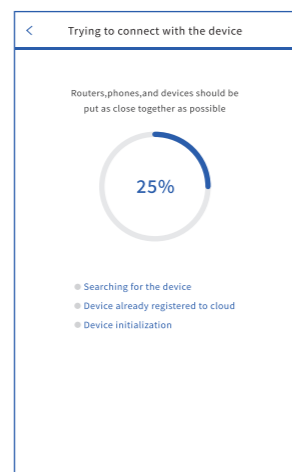 Trying to connect with the device
Routers,phones,and devices should be
put as close together as possible
25%
Searching for the device
Device already registered to cloud
Device initialization